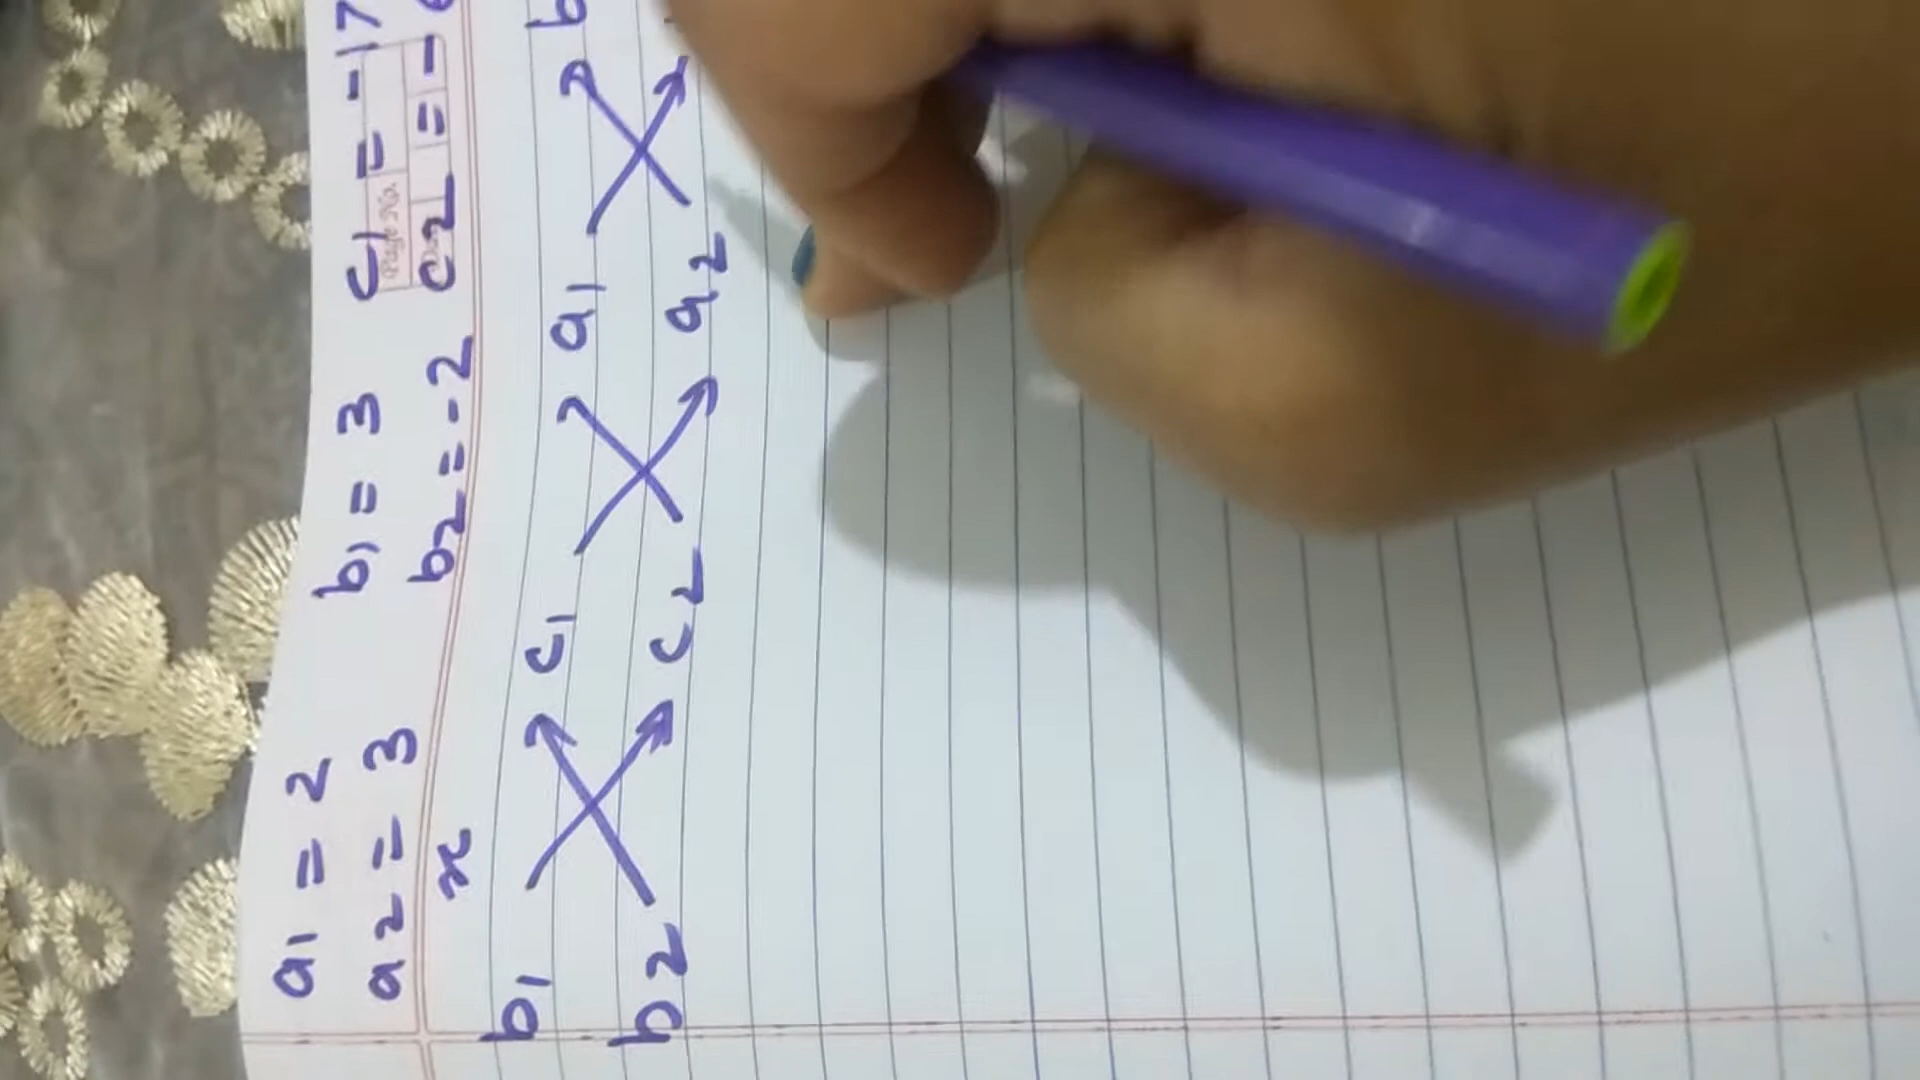 a1 = 2 b1 = 3 c1 = -17
a2 = 3 b2 = -2 c2 = -
x
b1 c1 a1 b
b2 c2 a2
Page No.